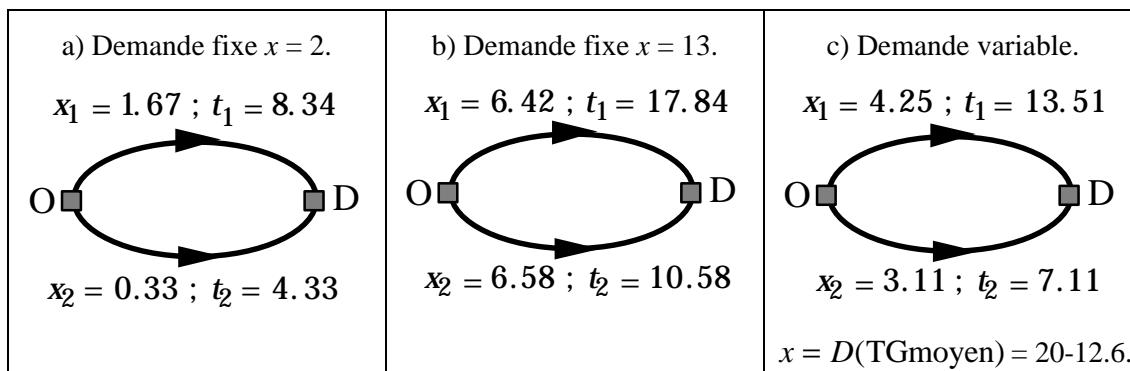 a) Demande fixe x = 2.
x₁ = 1.67 ; t₁ = 8.34
O D
x₂ = 0.33 ; t₂ = 4.33
b) Demande fixe x = 13.
x₁ = 6.42 ; t₁ = 17.84
O D
x₂ = 6.58 ; t₂ = 10.58
c) Demande variable.
x₁ = 4.25 ; t₁ = 13.51
O D
x₂ = 3.11 ; t₂ = 7.11
x = D(TGmoyen) = 20-12.6.